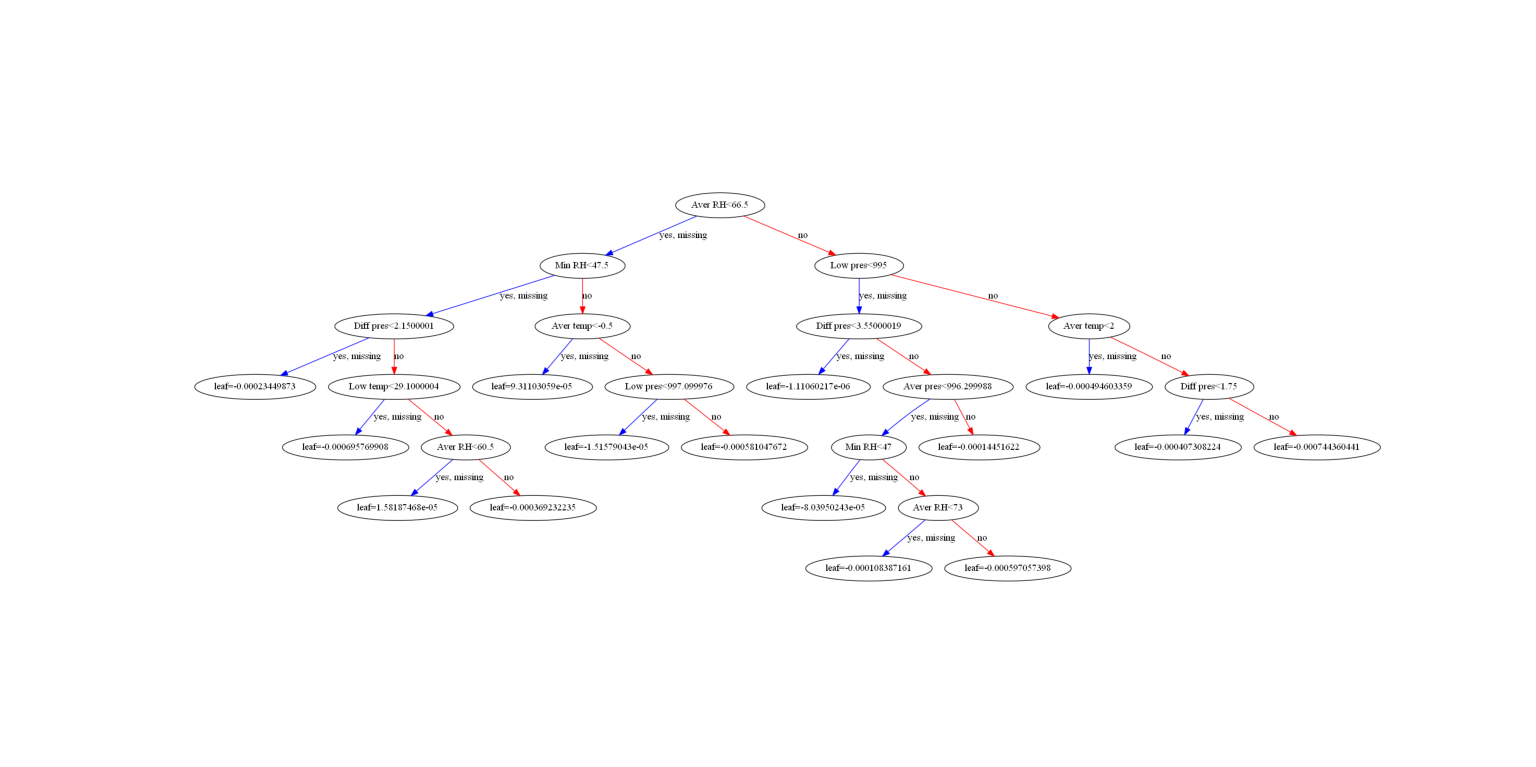 Aver RH<66.5
yes, missing
no
Min RH<47.5
Low pres<995
yes, missing
no
yes, missing
no
Diff pres<2.1500001
Aver temp<-0.5
Diff pres<3.55000019
Aver temp<2
yes, missing
no
yes, missing
no
yes, missing
no
yes, missing
no
leaf=-0.00023449873
Low temp<29.1000004
leaf=9.31103059e-05
Low pres<997.099976
leaf=-1.11060217e-06
Aver pres<996.299988
leaf=-0.000494603359
Diff pres<1.75
yes, missing
no
yes, missing
no
yes, missing
no
yes, missing
no
leaf=-0.000695769908
Aver RH<60.5
leaf=-1.51579043e-05
leaf=-0.000581047672
Min RH<47
leaf=-0.00014451622
leaf=-0.000407308224
leaf=-0.000744360441
yes, missing
no
yes, missing
no
leaf=1.58187468e-05
leaf=-0.000369232235
leaf=-8.03950243e-05
Aver RH<73
yes, missing
no
leaf=-0.000108387161
leaf=-0.000597057398